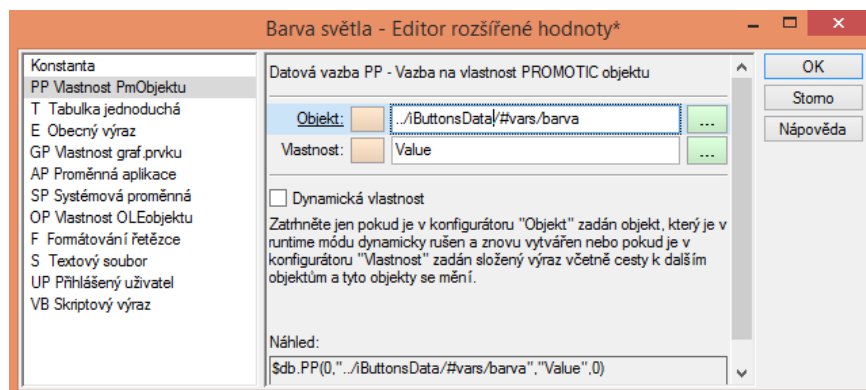 Barva světla - Editor rozšířené hodnoty*
Konstanta
PP Vlastnost PmObjektu
T Tabulka jednoduchá
E Obecný výraz
GP Vlastnost graf.prvku
AP Proměnná aplikace
SP Systémová proměnná
OP Vlastnost OLEobjektu
F Formátování řetězce
S Textový soubor
UP Přihlášený uživatel
VB Skriptový výraz
Datová vazba PP - Vazba na vlastnost PROMOTIC objektu
Objekt: ../iButtonsData/#vars/barva ...
Vlastnost: Value ...
Dynamická vlastnost
Zatrhněte jen pokud je v konfigurátoru "Objekt" zadán objekt, který je v
runtime módu dynamicky rušen a znovu vytvářen nebo pokud je v
konfigurátoru "Vlastnost" zadán složený výraz včetně cesty k dalším
objektům a tyto objekty se mění.
Náhled:
$db.PP(0,"../iButtonsData/#vars/barva","Value",0)
OK
Storno
Nápověda